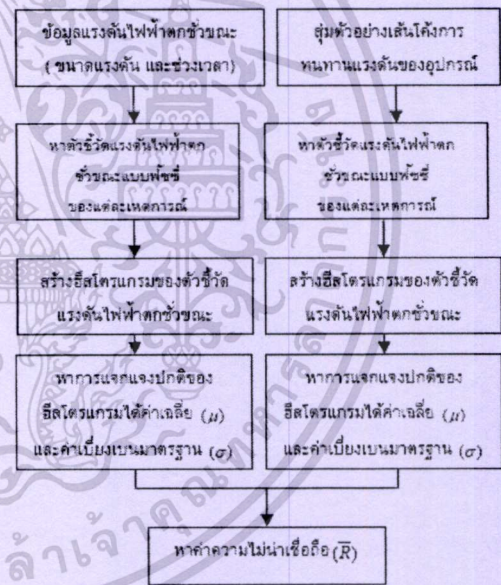 ข้อมูลแรงดันไฟฟ้าตกชั่วขณะ
( ขนาดแรงดัน และช่วงเวลา)
สุ่มตัวอย่างเส้นโค้งการ
ทนทานแรงดันของอุปกรณ์
หาตัวชี้วัดแรงดันไฟฟ้าตก
ชั่วขณะแบบฟัซซี่
ของแต่ละเหตุการณ์
หาตัวชี้วัดแรงดันไฟฟ้าตก
ชั่วขณะแบบฟัซซี่
ของแต่ละเหตุการณ์
สร้างฮีสโตรแกรมของตัวชี้วัด
แรงดันไฟฟ้าตกชั่วขณะ
สร้างฮีสโตรแกรมของตัวชี้วัด
แรงดันไฟฟ้าตกชั่วขณะ
หาการแจกแจงปกติของ
ฮีสโตรแกรมได้ค่าเฉลี่ย (μ)
และค่าเบี่ยงเบนมาตรฐาน (σ)
หาการแจกแจงปกติของ
ฮีสโตรแกรมได้ค่าเฉลี่ย (μ)
และค่าเบี่ยงเบนมาตรฐาน (σ)
หาค่าความไม่น่าเชื่อถือ (R̅)